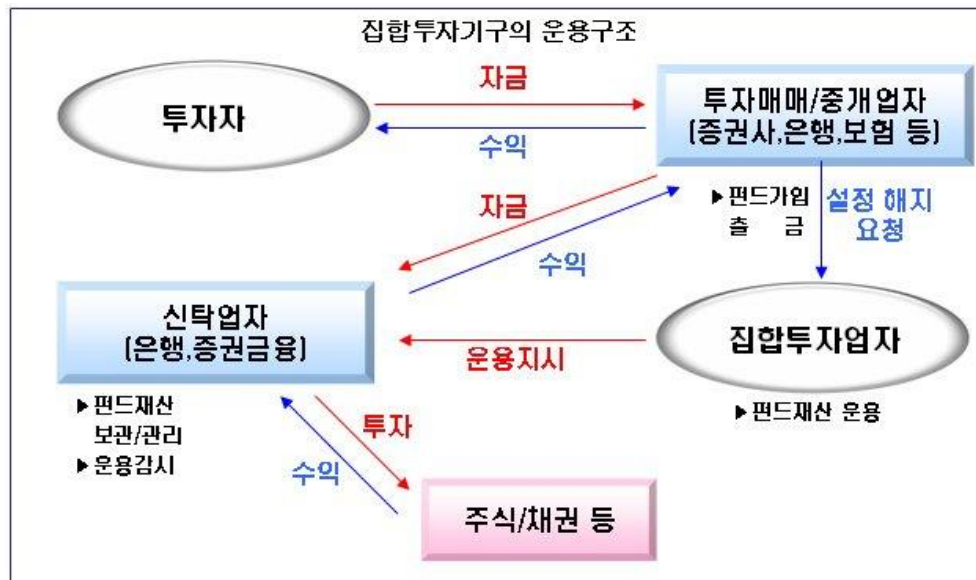 집합투자기구의 운용구조
투자자
자금
수익
투자매매/중개업자
(증권사,은행,보험 등)
▶펀드가입
출 금
설정 해지
요청
자금
수익
신탁업자
(은행,증권금융)
▶펀드재산
보관/관리
▶운용감시
운용지시
집합투자업자
▶펀드재산 운용
투자
수익
주식/채권 등